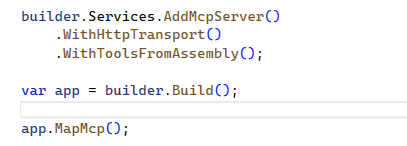 builder.Services.AddMcpServer()
    .WithHttpTransport()
    .WithToolsFromAssembly();

var app = builder.Build();

app.MapMcp();